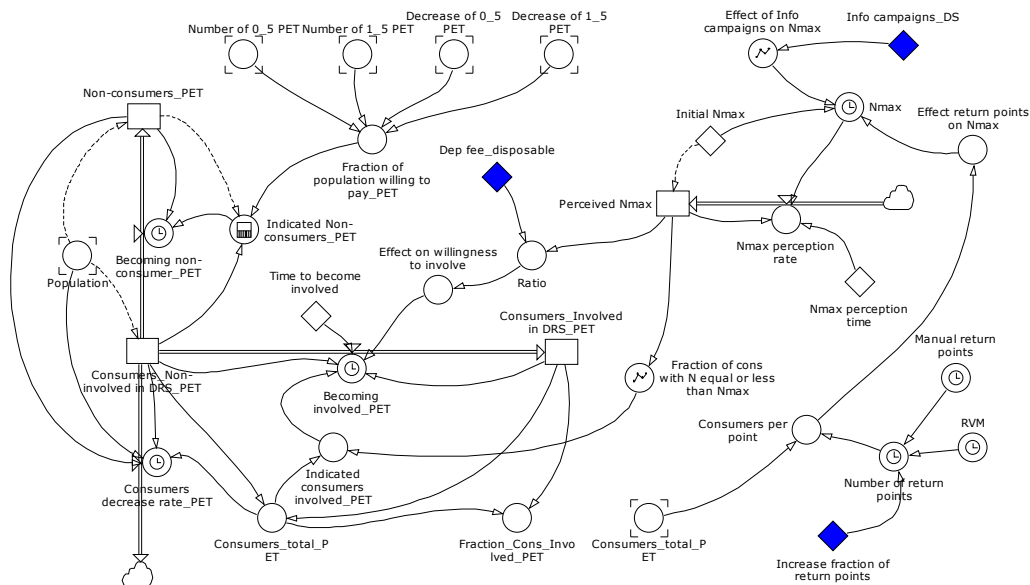 Number of 0_5 PET
Number of 1_5 PET
Decrease of 0_5
PET
Decrease of 1_5
PET
Effect of Info
campaigns on Nmax
Info campaigns_DS
Non-consumers_PET
Initial Nmax
Nmax
Effect return points
on Nmax
Fraction of
population willing to
pay_PET
Dep fee_disposable
Perceived Nmax
Indicated Non-
consumers_PET
Becoming non-
consumer_PET
Population
Effect on willingness
to involve
Ratio
Nmax perception
rate
Nmax perception
time
Time to become
involved
Consumers_Involved
in DRS_PET
Consumers_Non-
involved in DRS_PET
Becoming
involved_PET
Fraction of cons
with N equal or less
than Nmax
Manual return
points
Consumers per
point
RVM
Number of return
points
Indicated
consumers
involved_PET
Consumers
decrease rate_PET
Consumers_total_P
ET
Fraction_Cons_Invo
lved_PET
Consumers_total_P
ET
Increase fraction of
return points